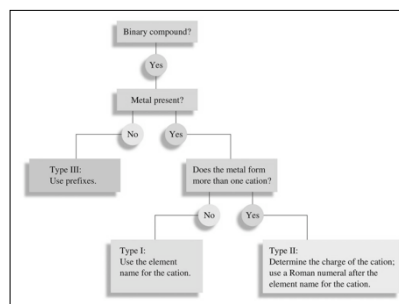 Binary compound?
Yes
Metal present?
No
Yes
Type III:
Use prefixes.
Does the metal form
more than one cation?
No
Yes
Type I:
Use the element
name for the cation.
Type II:
Determine the charge of the cation;
use a Roman numeral after the
element name for the cation.